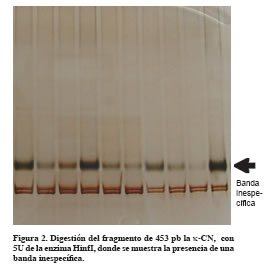 Banda
inespe-
cífica
Figura 2. Digestión del fragmento de 453 pb la κ-CN, con
5U de la enzima HinfI, donde se muestra la presencia de una
banda inespecífica.